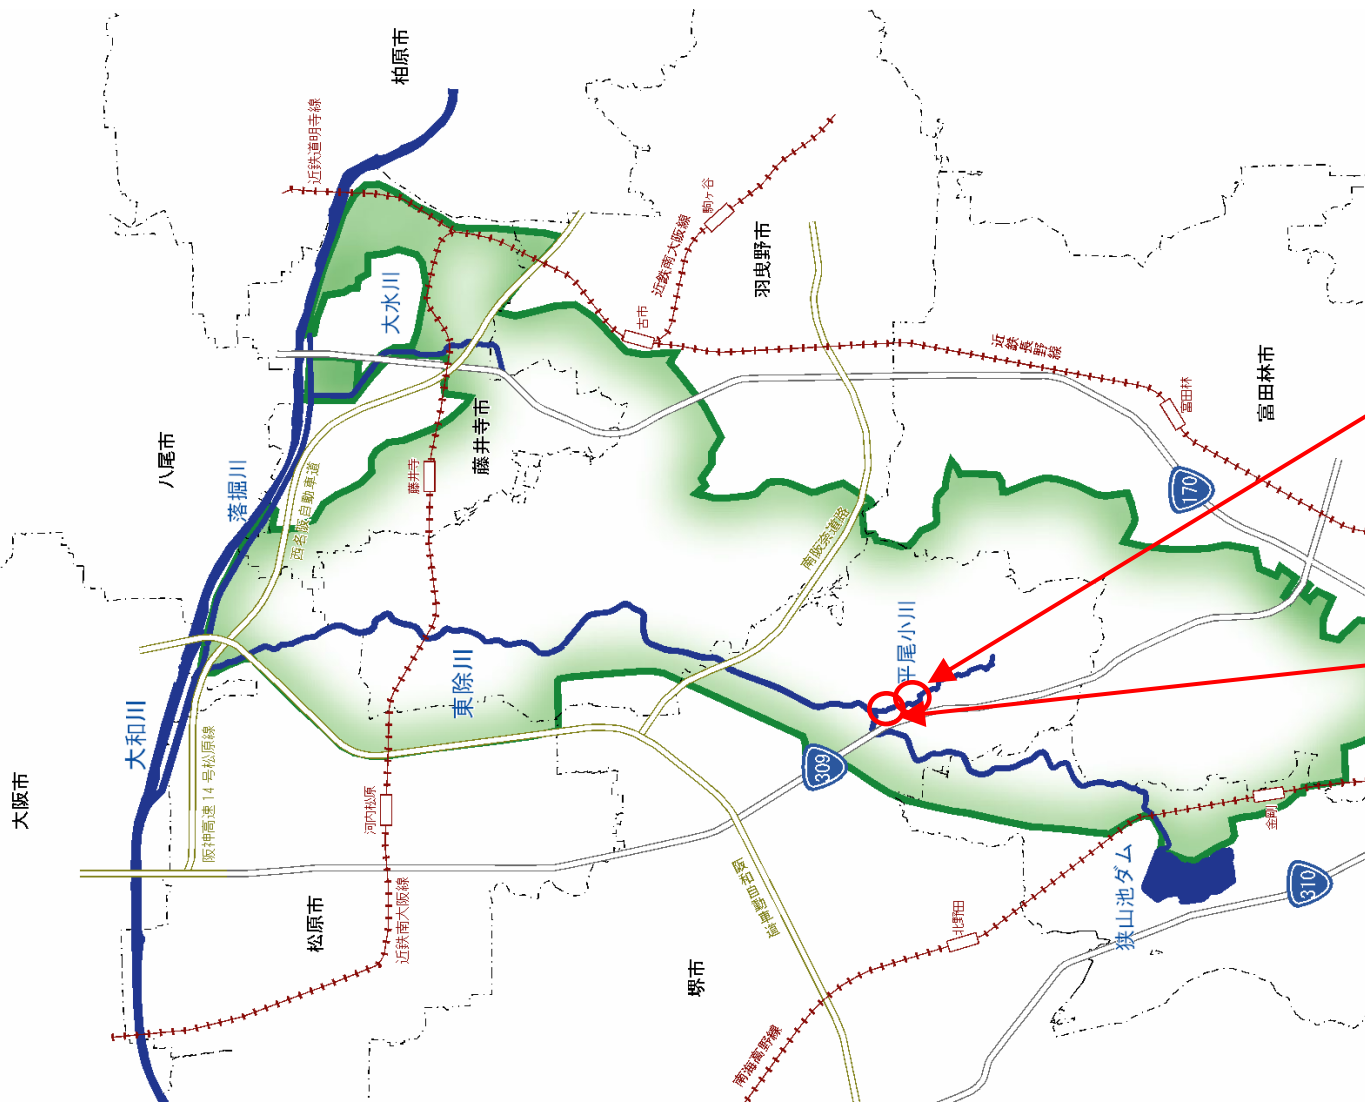 大阪市
大和川
阪神高速14号松原線
松原市
近鉄南大阪線
河内松原
八尾市
落掘川
西名阪自動車道
藤井寺
藤井寺市
東除川
大水川
近鉄道明寺線
柏原市
古市
近鉄南大阪線
駒ヶ谷
羽曳野市
近鉄
長野
線
富田林
富田林市
170
南阪奈道路
平尾小川
309
阪和自動車道
堺市
南海高野線
北野田
狭山池ダム
金剛
310